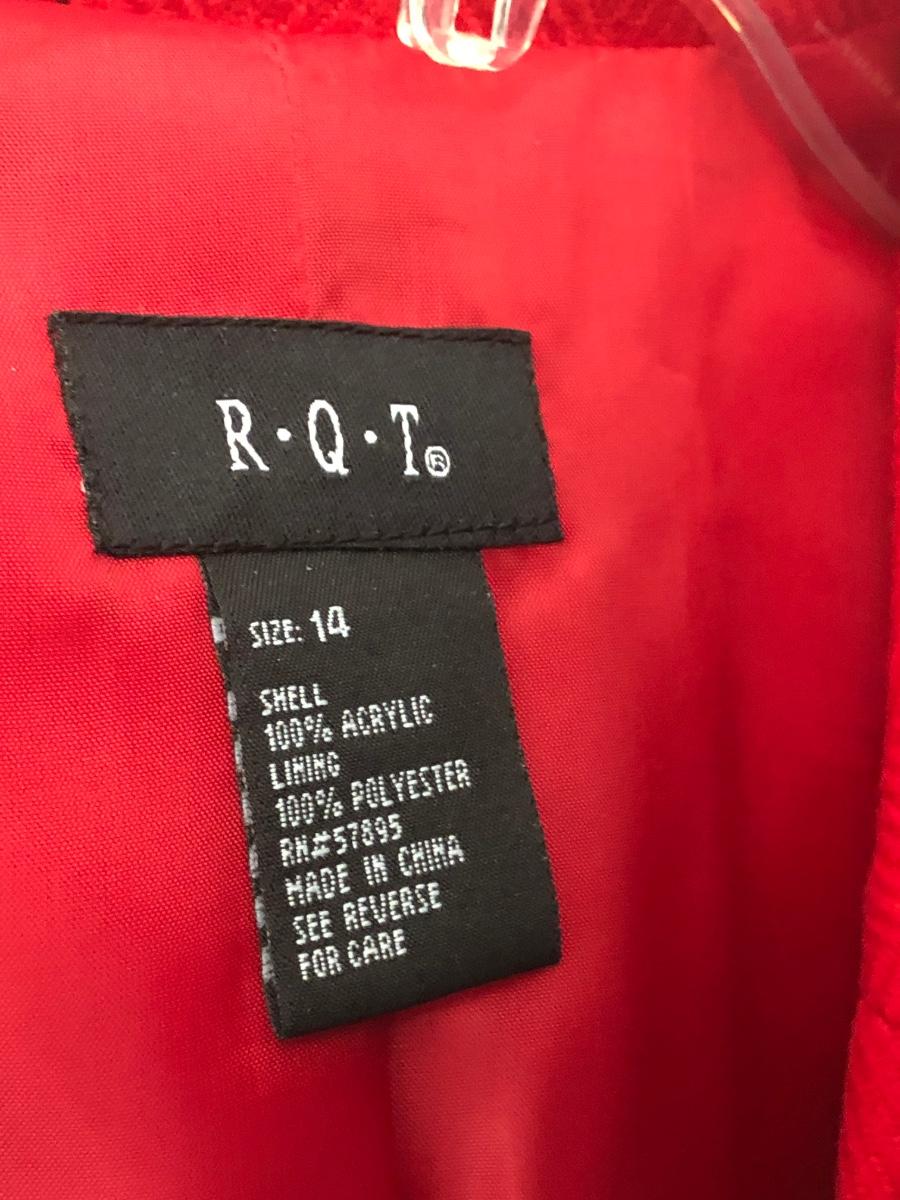 R·Q·T®
SIZE: 14
SHELL
100% ACRYLIC
LINING
100% POLYESTER
RN#57895
MADE IN CHINA
SEE REVERSE
FOR CARE